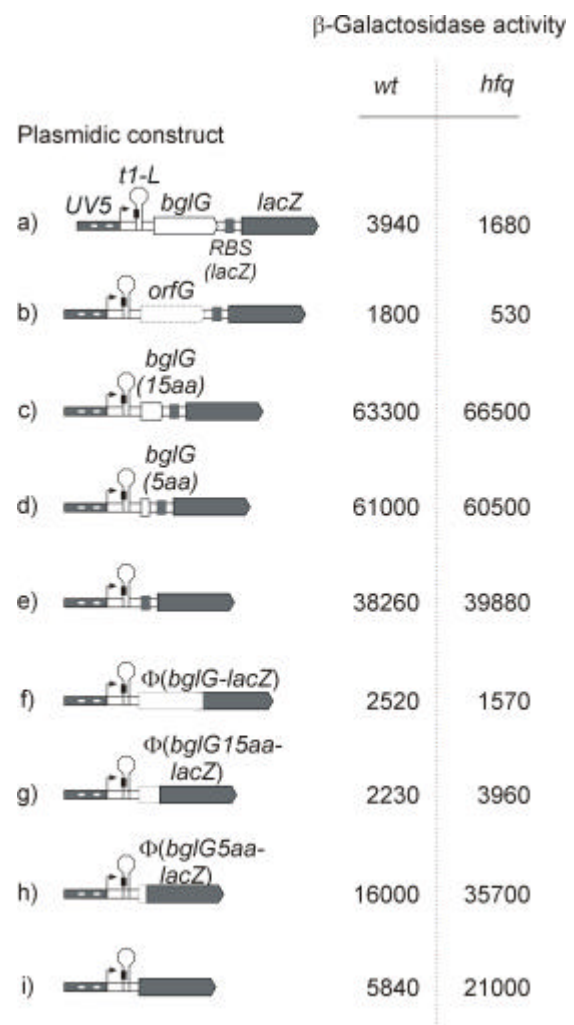 β-Galactosidase activity
wt hfq
Plasmidic construct
t1-L
UV5 bglG lacZ
a) 3940 1680
RBS
(lacZ)
orfG
b) 1800 530
bglG
(15aa)
c) 63300 66500
bglG
(5aa)
d) 61000 60500
e) 38260 39880
Φ(bglG-lacZ)
f) 2520 1570
Φ(bglG15aa-
lacZ)
g) 2230 3960
Φ(bglG5aa-
lacZ)
h) 16000 35700
i) 5840 21000